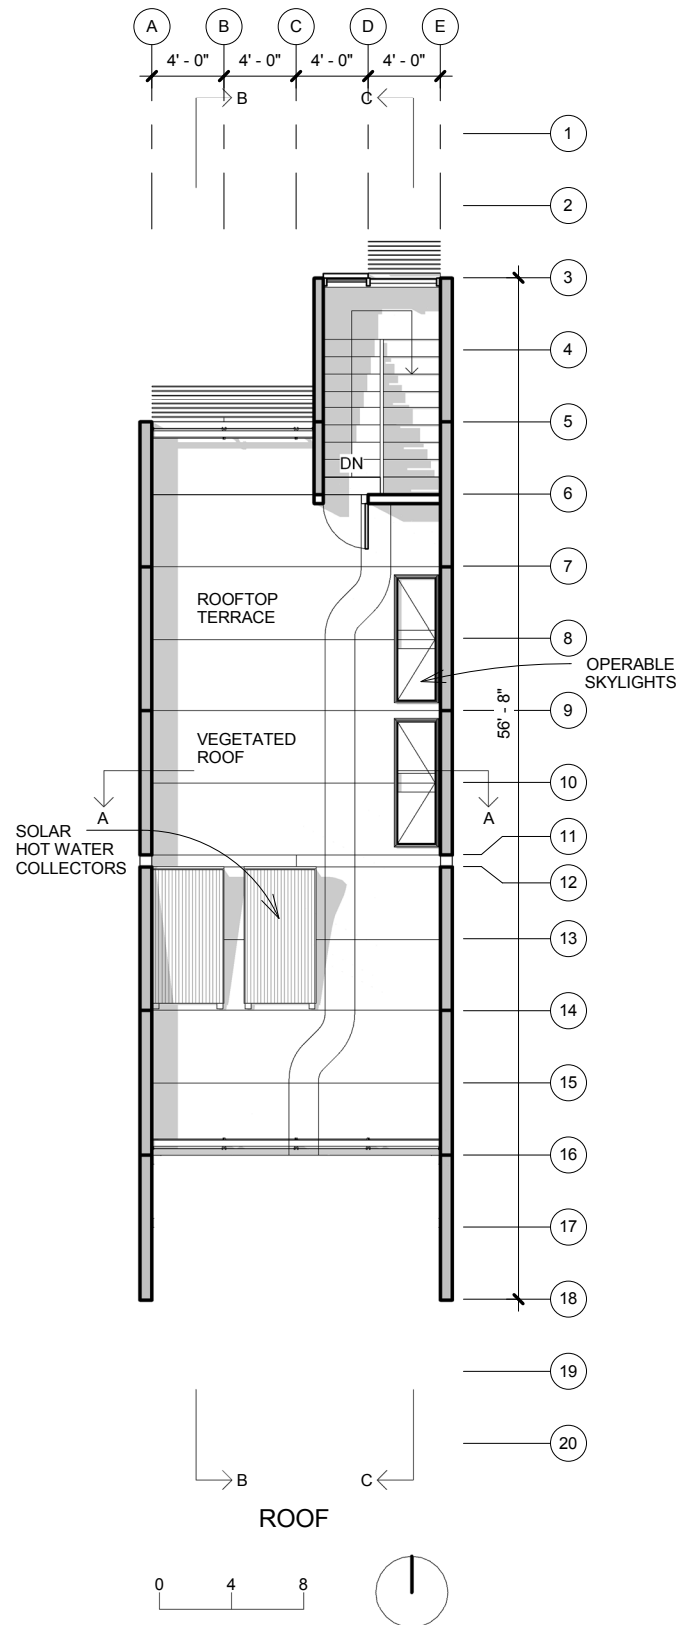 A B C D E
4' - 0" 4' - 0" 4' - 0" 4' - 0"
B C
1
2
3
4
5
DN
6
7
ROOFTOP
TERRACE
8
OPERABLE
SKYLIGHTS
56' - 8"
9
VEGETATED
ROOF
10
A A
SOLAR
HOT WATER
COLLECTORS
11
12
13
14
15
16
17
18
19
20
B C
ROOF
0 4 8